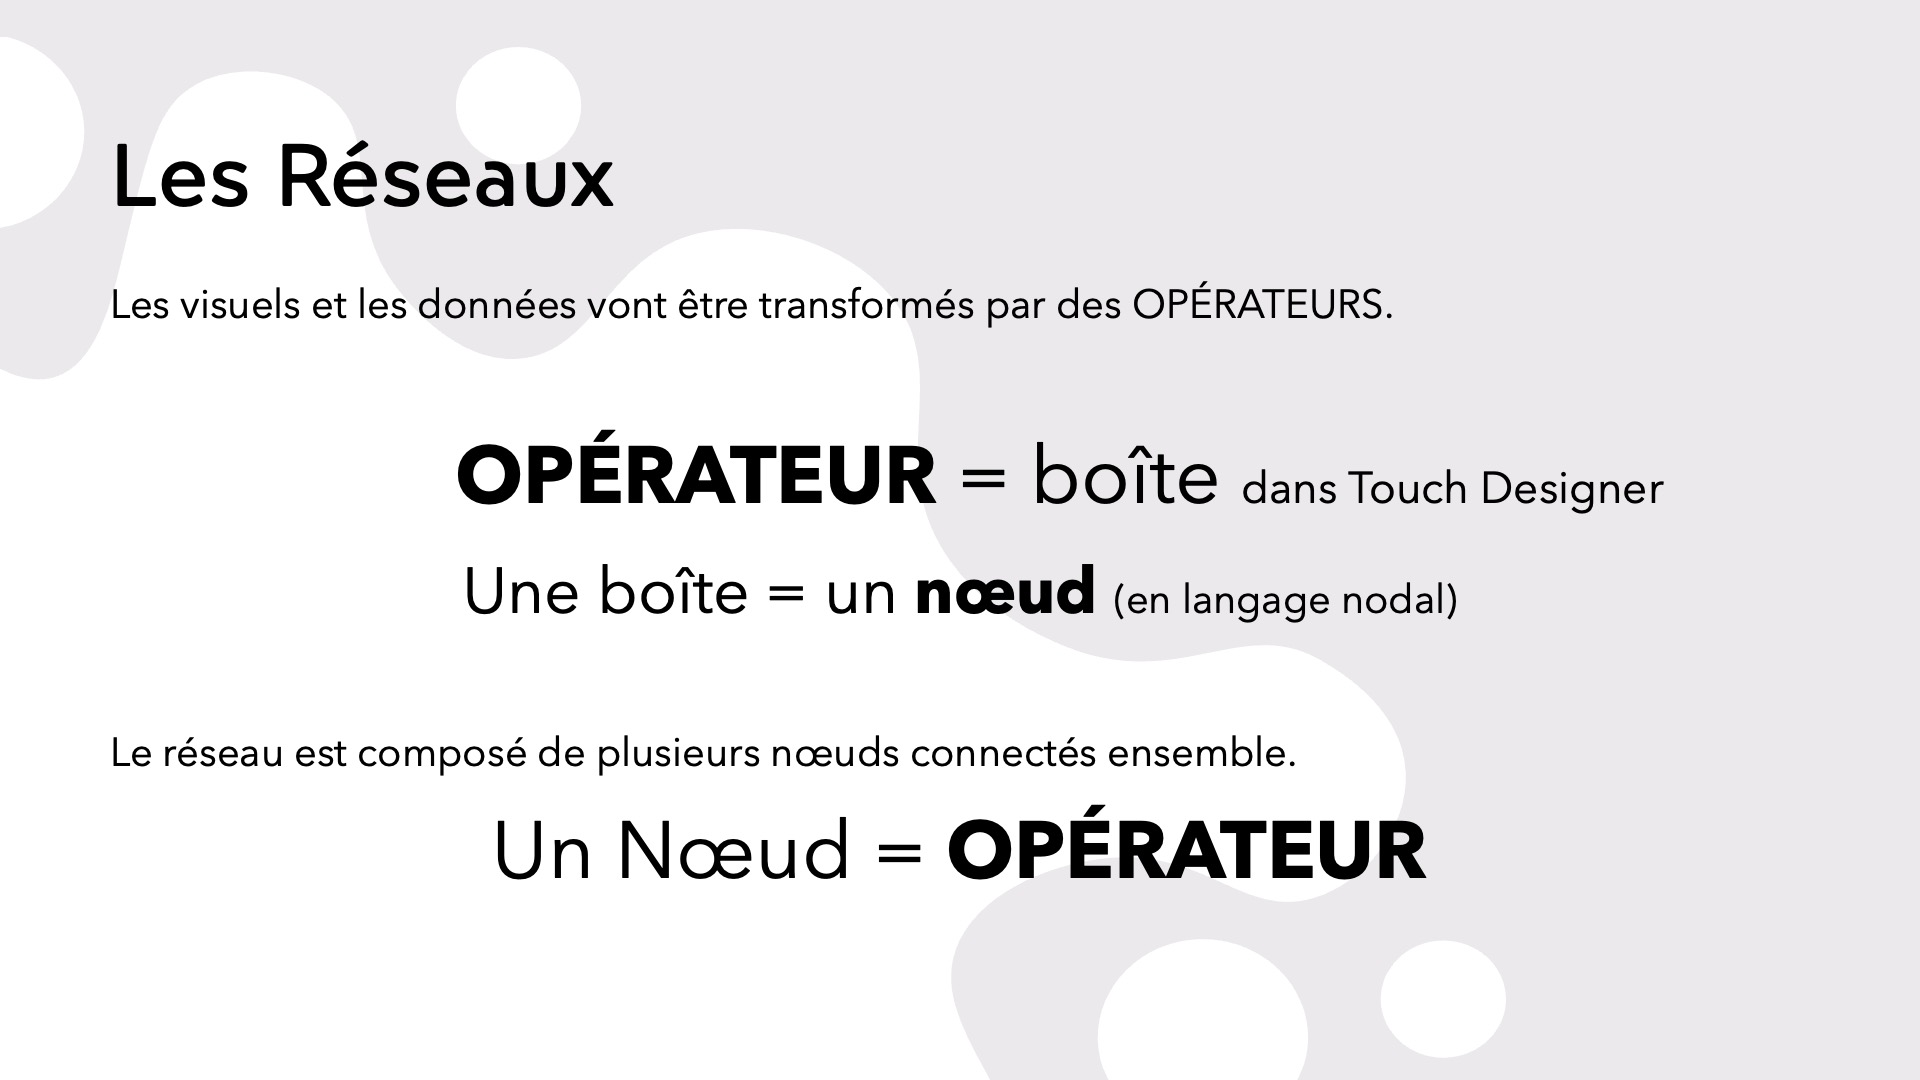 Les Réseaux
Les visuels et les données vont être transformés par des OPÉRATEURS.
OPÉRATEUR = boîte dans Touch Designer
Une boîte = un nœud (en langage nodal)
Le réseau est composé de plusieurs nœuds connectés ensemble.
Un Nœud = OPÉRATEUR